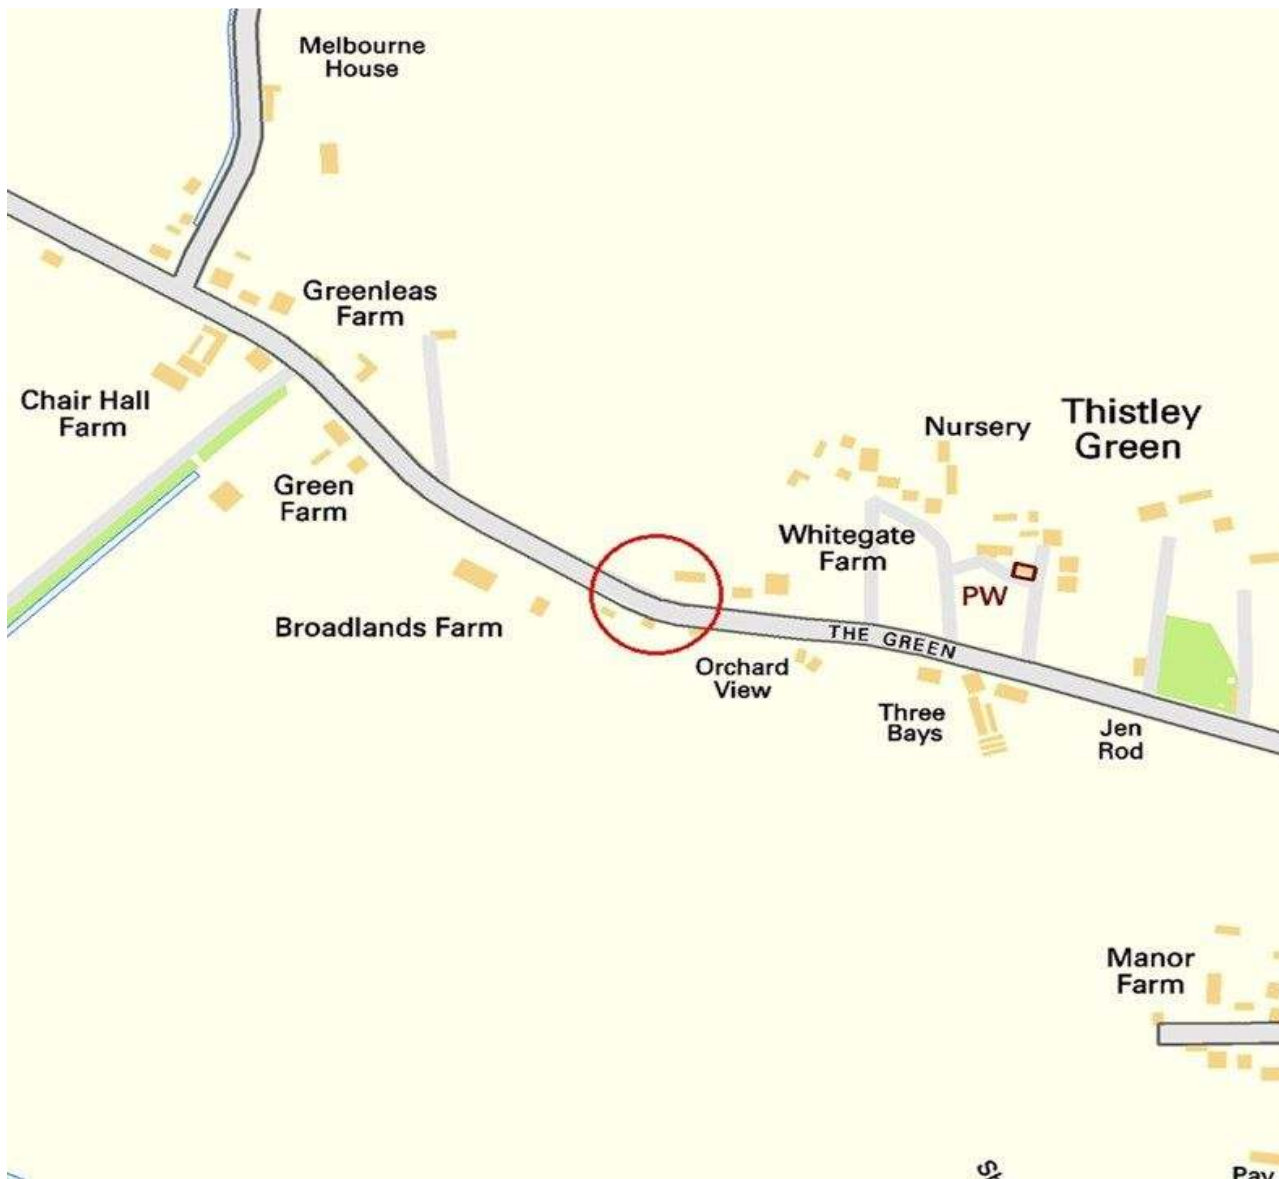 Melbourne
House
Greenleas
Farm
Chair Hall
Farm
Green
Farm
Broadlands Farm
Nursery
Thistley
Green
Whitegate
Farm
PW
THE GREEN
Orchard
View
Three
Bays
Jen
Rod
Manor
Farm